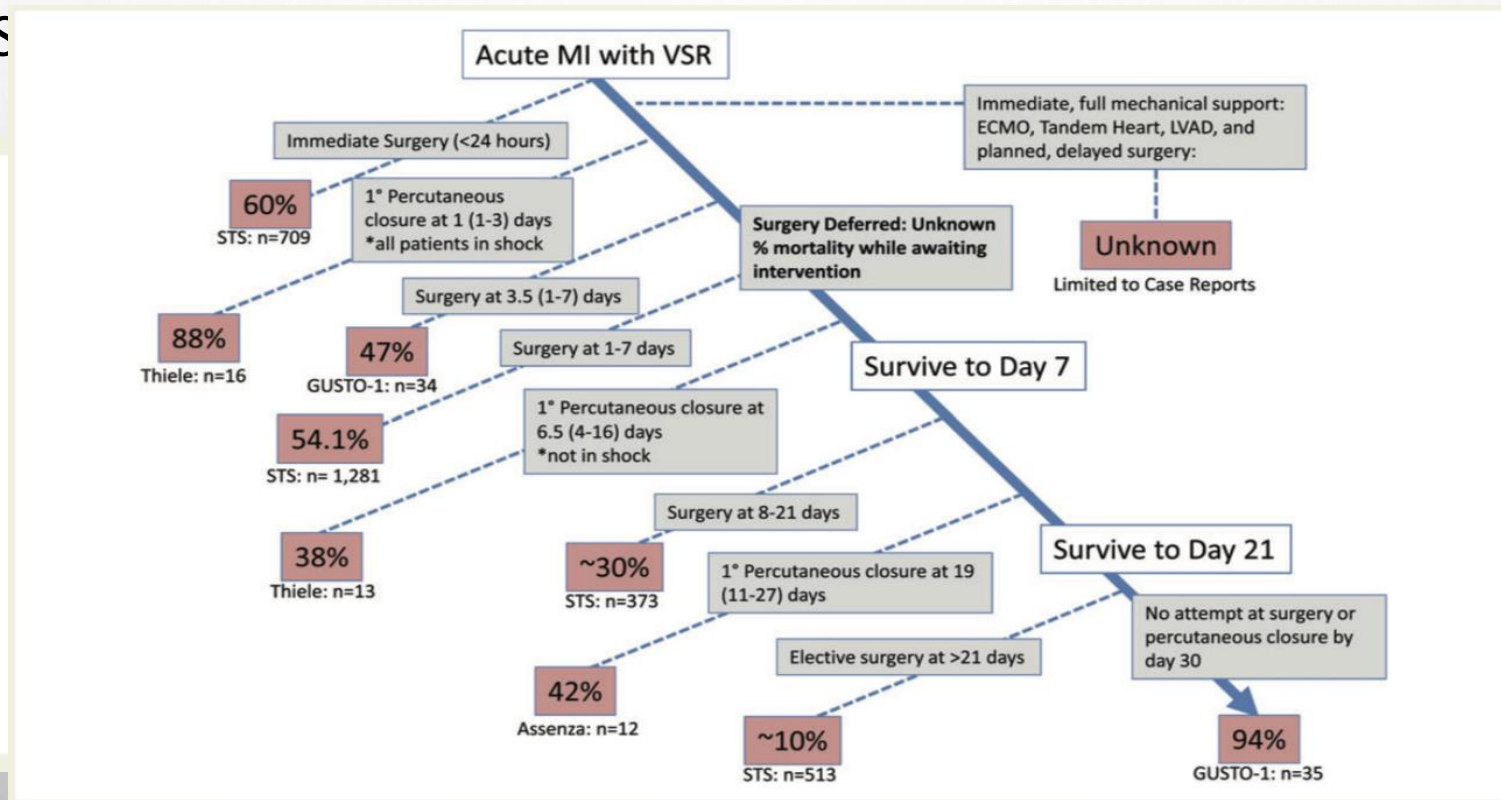 S
Acute MI with VSR
Immediate, full mechanical support:
ECMO, Tandem Heart, LVAD, and
planned, delayed surgery:
Immediate Surgery (<24 hours)
60%
STS: n=709
1° Percutaneous
closure at 1 (1-3) days
*all patients in shock
Surgery Deferred: Unknown
% mortality while awaiting
intervention
Unknown
Limited to Case Reports
Surgery at 3.5 (1-7) days
88%
Thiele: n=16
47%
GUSTO-1: n=34
Surgery at 1-7 days
Survive to Day 7
54.1%
STS: n= 1,281
1° Percutaneous closure at
6.5 (4-16) days
*not in shock
Surgery at 8-21 days
38%
Thiele: n=13
~30%
STS: n=373
1° Percutaneous closure at 19
(11-27) days
Survive to Day 21
No attempt at surgery or
percutaneous closure by
day 30
Elective surgery at >21 days
42%
Assenza: n=12
~10%
STS: n=513
94%
GUSTO-1: n=35